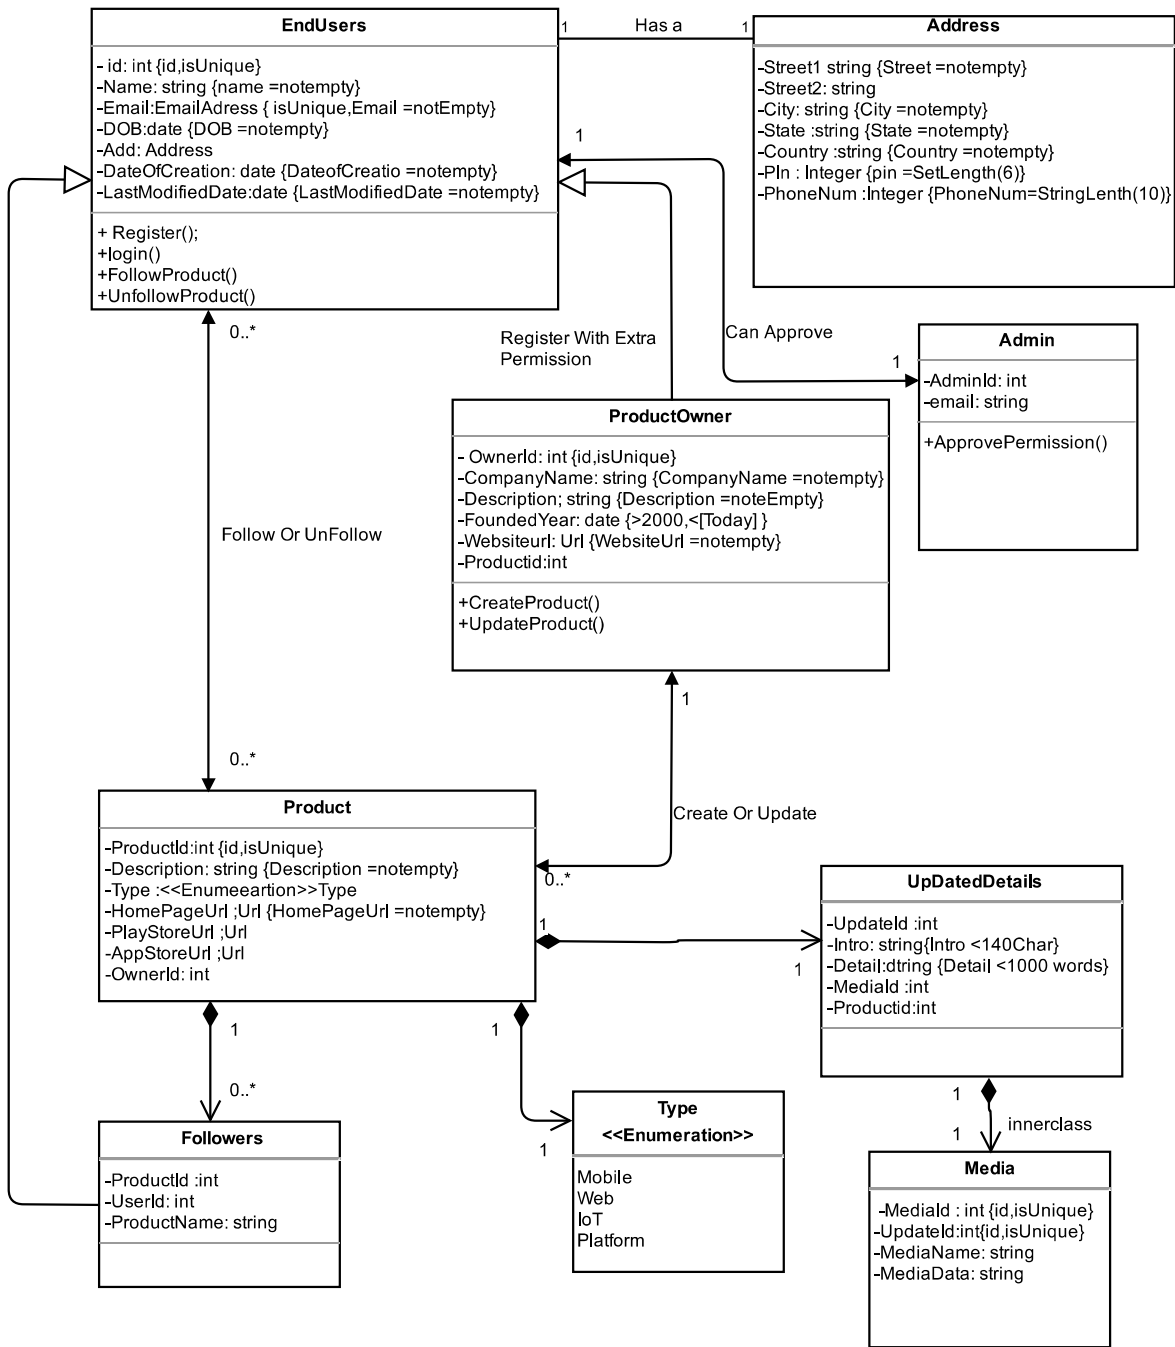 EndUsers
- id: int {id,isUnique}
-Name: string {name =notempty}
-Email:EmailAdress { isUnique,Email =notEmpty}
-DOB:date {DOB =notempty}
-Add: Address
-DateOfCreation: date {DateofCreatio =notempty}
-LastModifiedDate:date {LastModifiedDate =notempty}
+ Register();
+login()
+FollowProduct()
+UnfollowProduct()
1
Has a
1
Address
-Street1 string {Street =notempty}
-Street2: string
-City: string {City =notempty}
-State :string {State =notempty}
-Country :string {Country =notempty}
-PIn : Integer {pin =SetLength(6)}
-PhoneNum :Integer {PhoneNum=StringLenth(10)}
1
Can Approve
1
Admin
-AdminId: int
-email: string
+ApprovePermission()
0..*
Follow Or UnFollow
0..*
Register With Extra
Permission
ProductOwner
- OwnerId: int {id,isUnique}
-CompanyName: string {CompanyName =notempty}
-Description; string {Description =noteEmpty}
-FoundedYear: date {>2000,<[Today] }
-Websiteurl: Url {WebsiteUrl =notempty}
-Productid:int
+CreateProduct()
+UpdateProduct()
1
Create Or Update
0..*
Product
-ProductId:int {id,isUnique}
-Description: string {Description =notempty}
-Type :<<Enumeeartion>>Type
-HomePageUrl ;Url {HomePageUrl =notempty}
-PlayStoreUrl ;Url
-AppStoreUrl ;Url
-OwnerId: int
1
1
UpDatedDetails
-UpdateId :int
-Intro: string{Intro <140Char}
-Detail:dtring {Detail <1000 words}
-MediaId :int
-Productid:int
1
0..*
1
1
Followers
-ProductId :int
-UserId: int
-ProductName: string
Type
<<Enumeration>>
Mobile
Web
IoT
Platform
1
innerclass
1
Media
-MediaId : int {id,isUnique}
-UpdateId:int{id,isUnique}
-MediaName: string
-MediaData: string